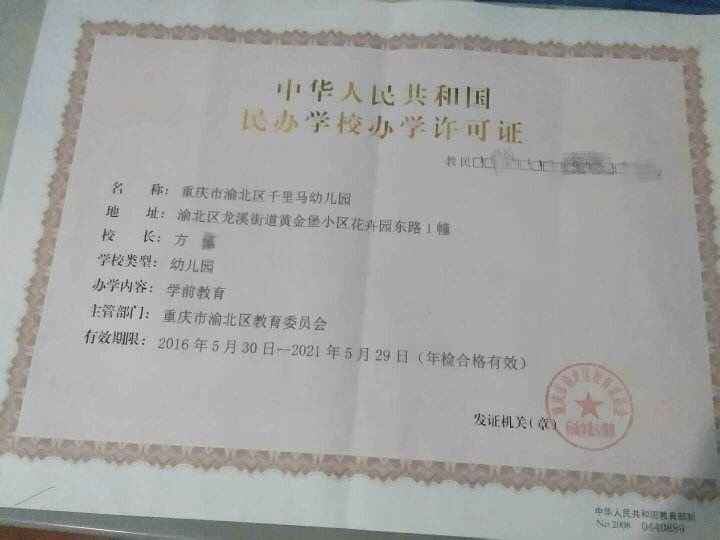 中华人民共和国
民办学校办学许可证
教民
名 称：重庆市渝北区千里马幼儿园
地 址：渝北区龙溪街道黄金堡小区花卉园东路1幢
校 长：方
学校类型：幼儿园
办学内容：学前教育
主管部门：重庆市渝北区教育委员会
有效期限：2016年5月30日--2021年5月29日（年检合格有效）
发证机关（章）
中华人民共和国教育部制
No 2008 0440889